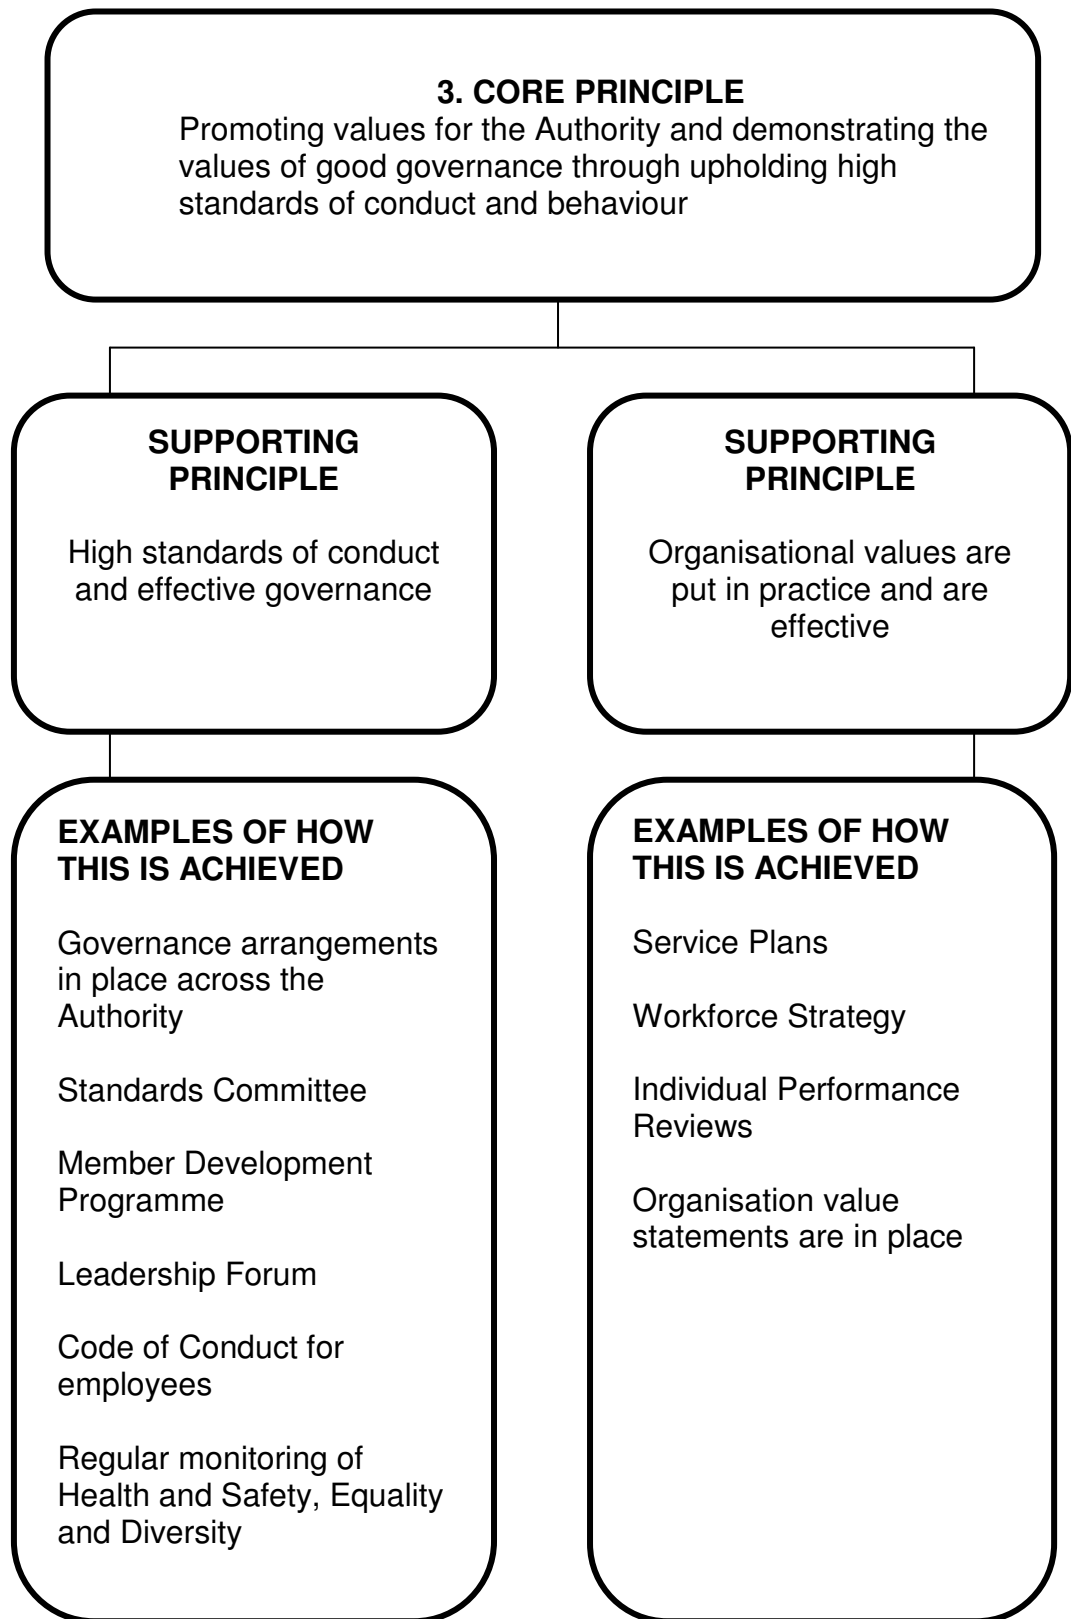 3. CORE PRINCIPLE
Promoting values for the Authority and demonstrating the
values of good governance through upholding high
standards of conduct and behaviour
SUPPORTING
PRINCIPLE
High standards of conduct
and effective governance
SUPPORTING
PRINCIPLE
Organisational values are
put in practice and are
effective
EXAMPLES OF HOW
THIS IS ACHIEVED
Governance arrangements
in place across the
Authority
Standards Committee
Member Development
Programme
Leadership Forum
Code of Conduct for
employees
Regular monitoring of
Health and Safety, Equality
and Diversity
EXAMPLES OF HOW
THIS IS ACHIEVED
Service Plans
Workforce Strategy
Individual Performance
Reviews
Organisation value
statements are in place